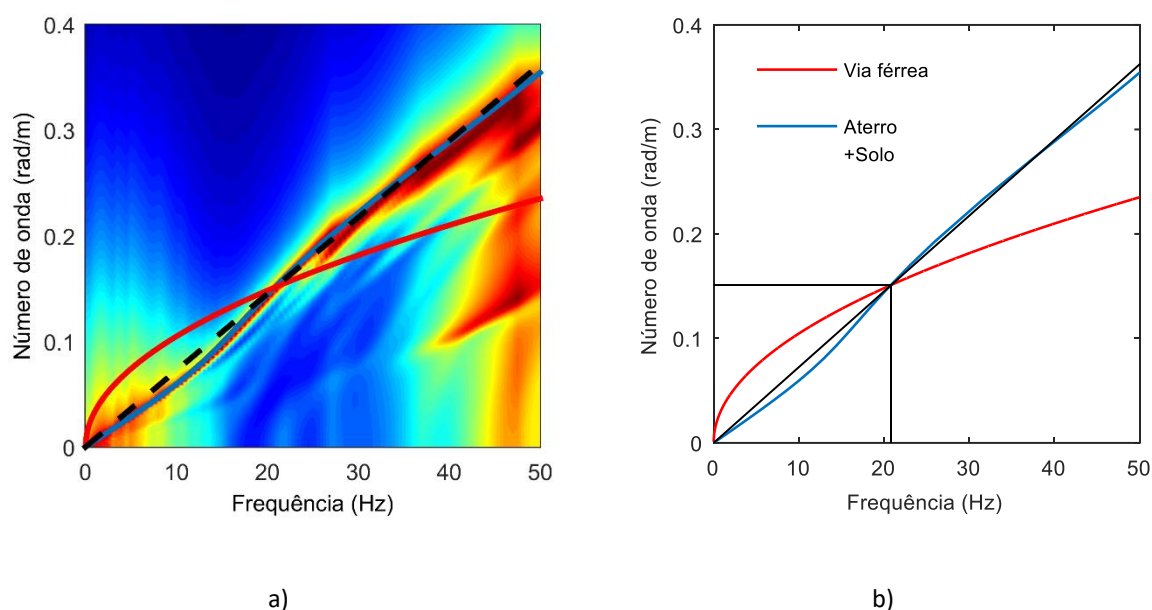 0.4
0.3
0.2
0.1
0
Número de onda (rad/m)
0 10 20 30 40 50
Frequência (Hz)
a)
0.4
0.3
0.2
0.1
0
Número de onda (rad/m)
Via férrea
Aterro
+Solo
0 10 20 30 40 50
Frequência (Hz)
b)